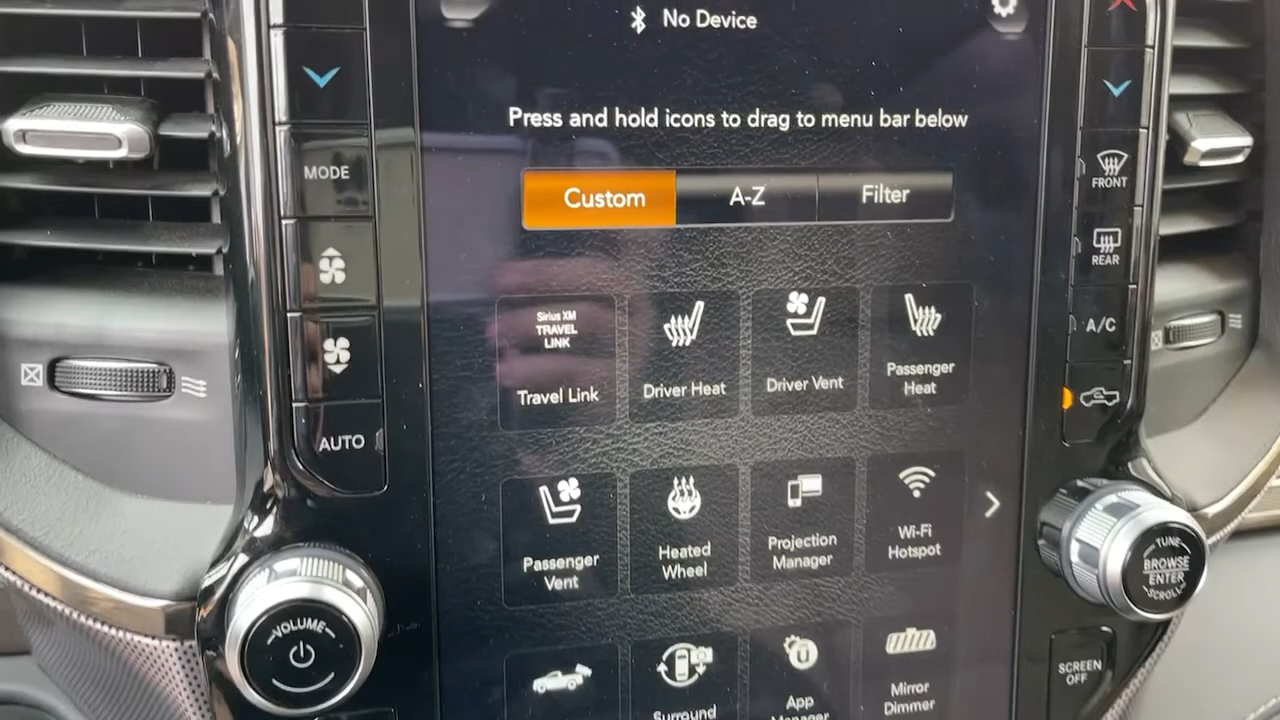 No Device
Press and hold icons to drag to menu bar below
Custom
A-Z
Filter
MODE
AUTO
FRONT
REAR
A/C
Sirius XM
TRAVEL
LINK
Travel Link
Driver Heat
Driver Vent
Passenger
Heat
Passenger
Vent
Heated
Wheel
Projection
Manager
Wi-Fi
Hotspot
Surround
App
Manager
Mirror
Dimmer
VOLUME
TUNE
BROWSE
ENTER
SCROLL
SCREEN
OFF